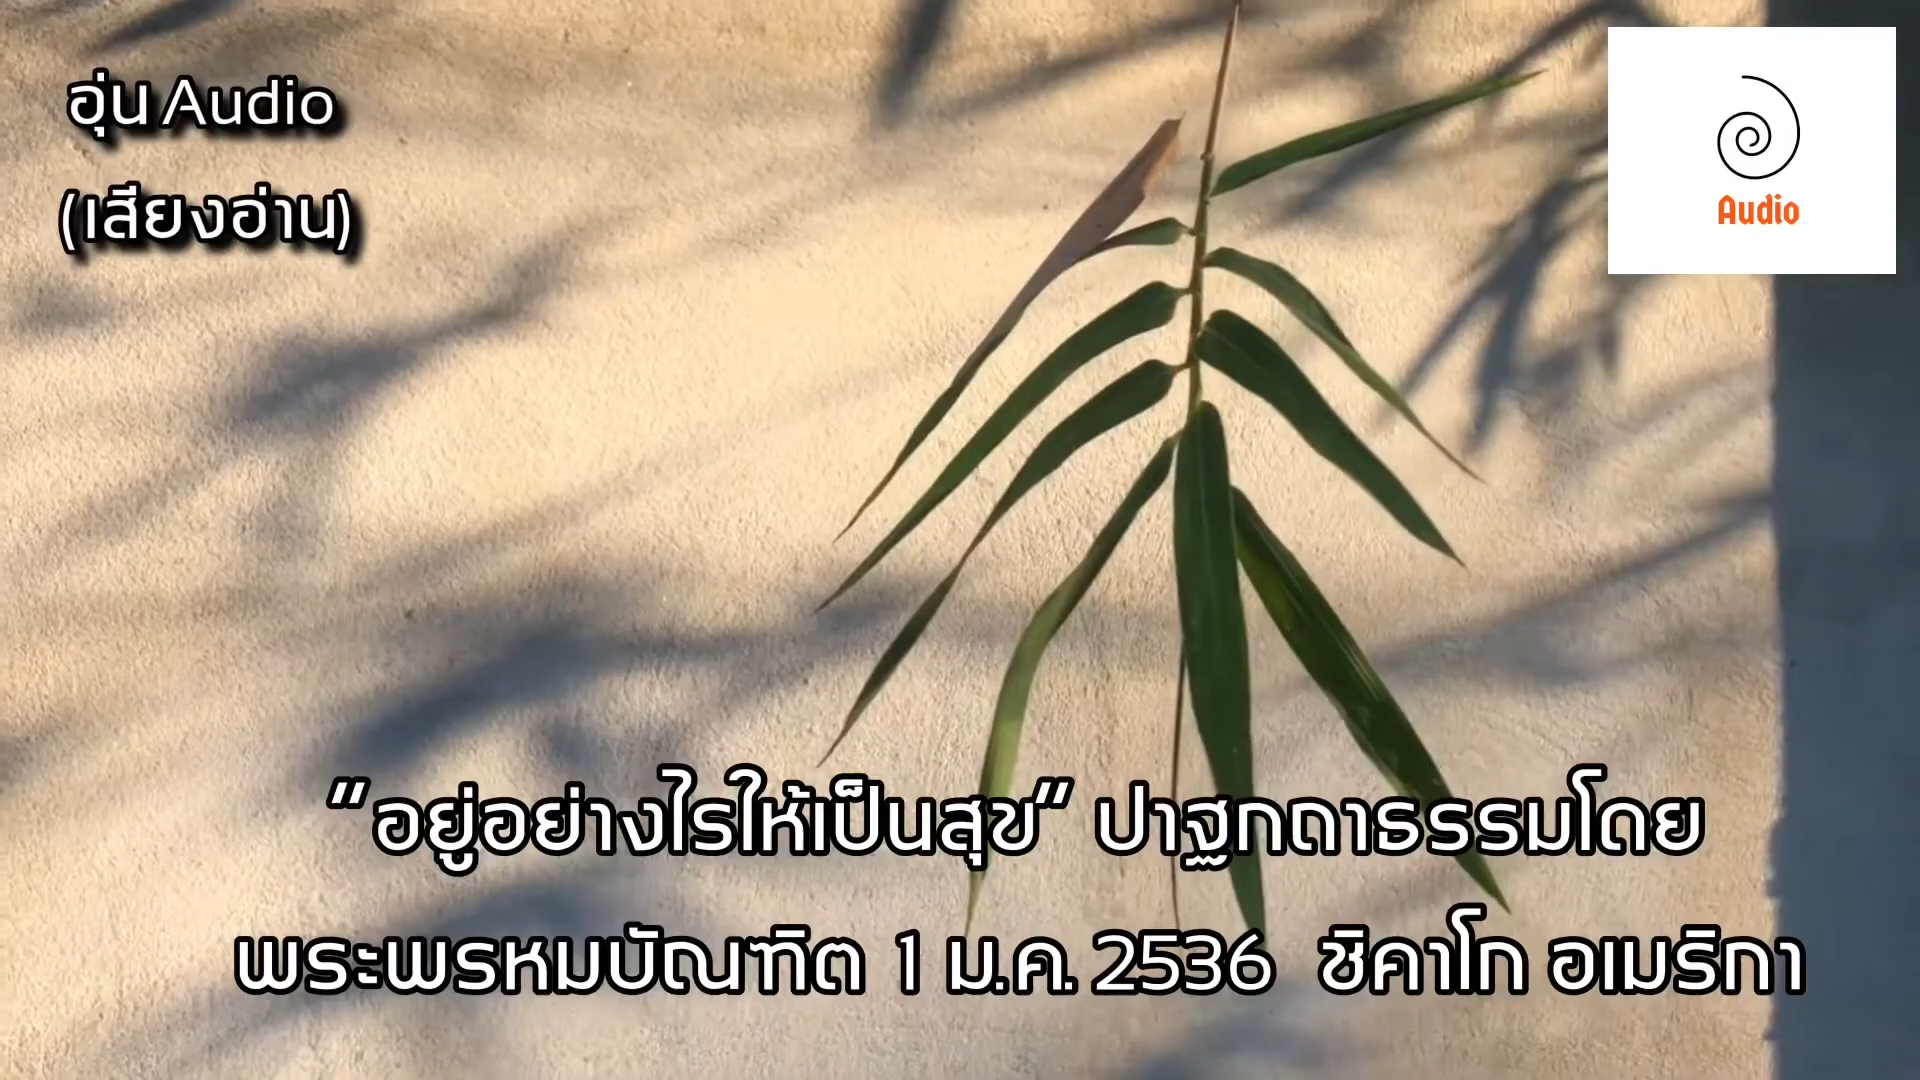 อุ่น Audio
(เสียงอ่าน)
Audio
"อยู่อย่างไรให้เป็นสุข" ปาฐกถาธรรมโดย
พระพรหมบัณฑิต 1 ม.ค. 2536 ชิคาโก อเมริกา